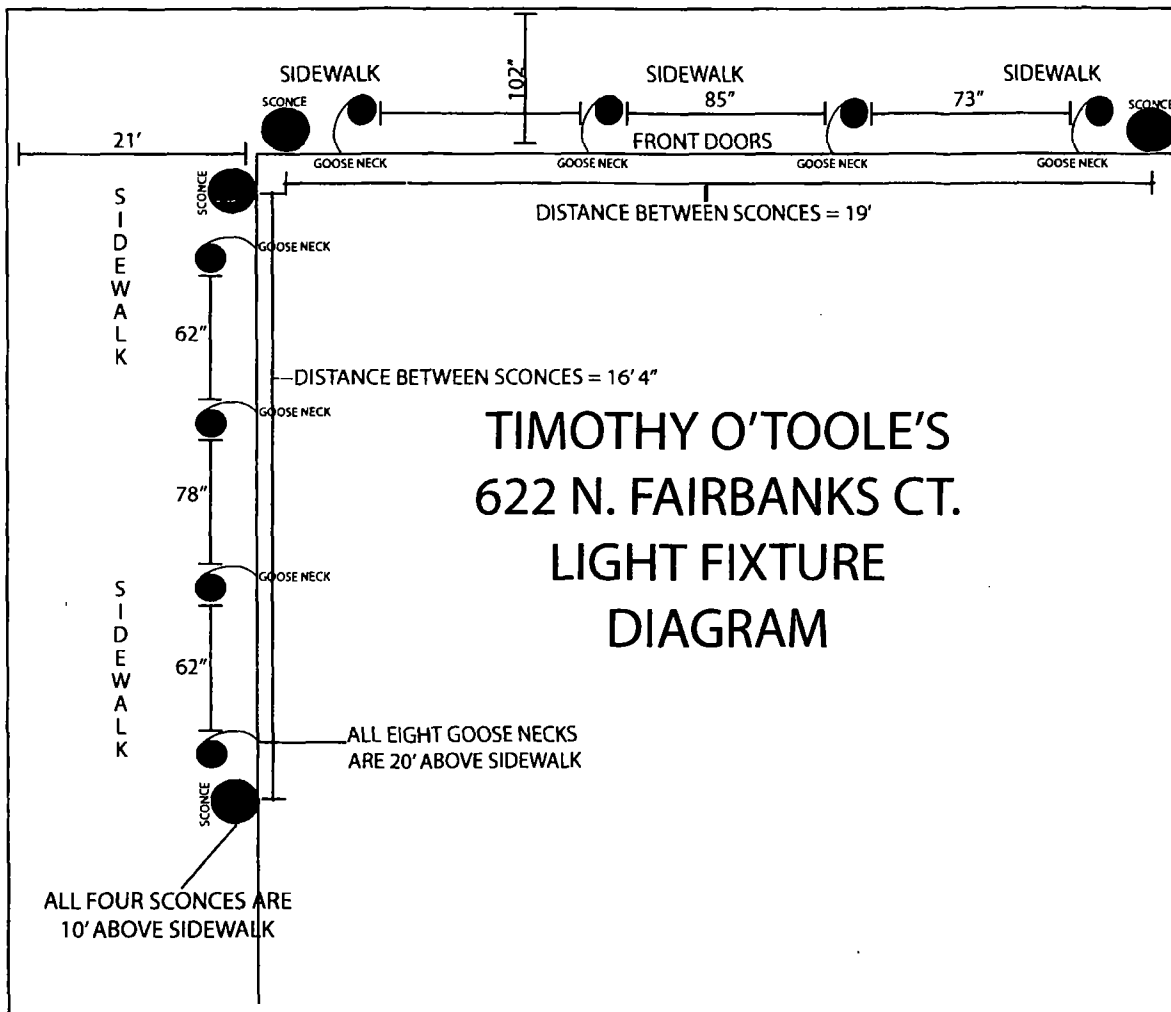 102"
SIDEWALK
SIDEWALK
SIDEWALK
SCONCE
85"
73"
SCONCE
21'
FRONT DOORS
GOOSE NECK
GOOSE NECK
GOOSE NECK
GOOSE NECK
SCONCE
SIDEWALK
DISTANCE BETWEEN SCONCES = 19'
GOOSE NECK
62"
DISTANCE BETWEEN SCONCES = 16' 4"
GOOSE NECK
TIMOTHY O'TOOLE'S
622 N. FAIRBANKS CT.
LIGHT FIXTURE
DIAGRAM
78"
GOOSE NECK
SIDEWALK
62"
ALL EIGHT GOOSE NECKS
ARE 20' ABOVE SIDEWALK
SCONCE
ALL FOUR SCONCES ARE
10' ABOVE SIDEWALK